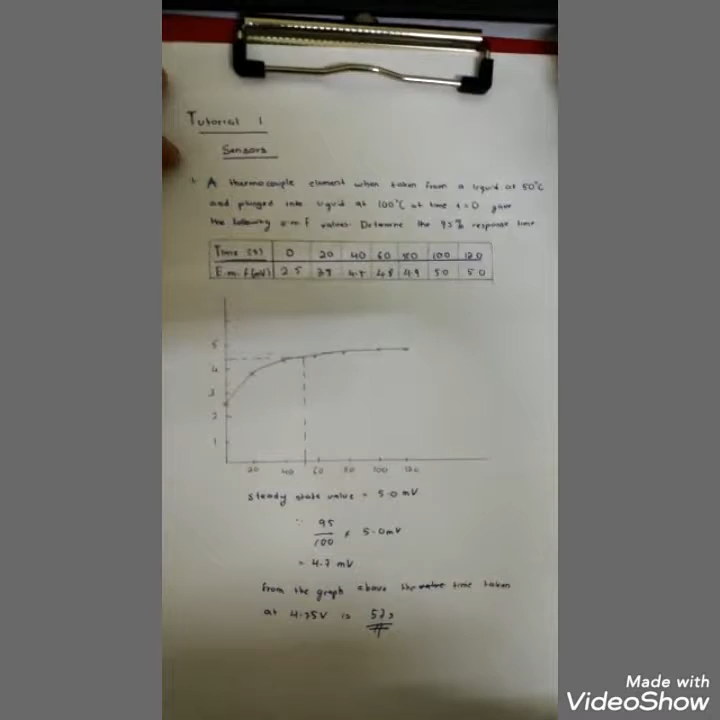 Tutorial 1
Sensors
1. A thermocouple element when taken from a liquid at 50°C
and plunged into liquid at 100°C at time t=0 gave
the following e.m.f values. Determine the 95% response time
Time (s) 0 20 40 60 80 100 120
E.m.f (mV) 2.5 3.8 4.5 4.8 4.9 5.0 5.0
5
4
3
2
1
20 40 60 80 100 120
steady state value = 5.0 mV
∵ 95
100 × 5.0mV
= 4.7 mV
from the graph above the time taken
at 4.75V is 57s
Made with
VideoShow